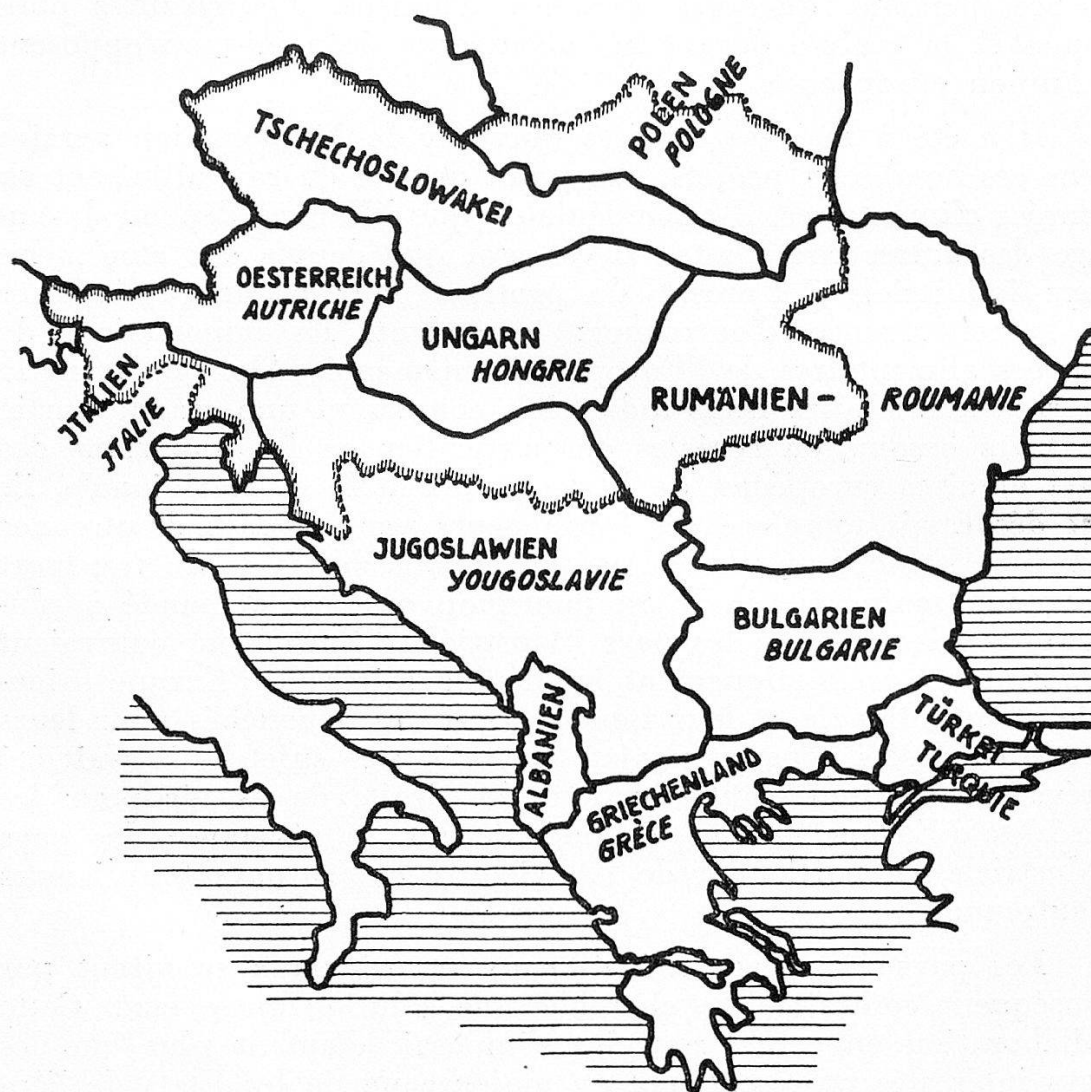 TSCHECHOSLOWAKEI
POLEN
POLOGNE
OESTERREICH
AUTRICHE
UNGARN
HONGRIE
JTALIEN
JTALIE
RUMÄNIEN -
ROUMANIE
JUGOSLAWIEN
YOUGOSLAVIE
BULGARIEN
BULGARIE
ALBANIEN
GRIECHENLAND
GRÈCE
TÜRKEI
TURQUIE